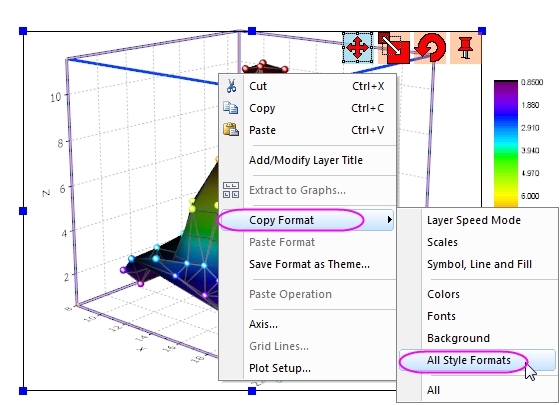 10
8
6
4
2
Z
8
10
12
14
16
18
20
X
0.8500
1.880
2.910
3.940
4.970
6.000
Cut Ctrl+X
Copy Ctrl+C
Paste Ctrl+V
Add/Modify Layer Title
Extract to Graphs...
Copy Format
Paste Format
Save Format as Theme...
Paste Operation
Axis...
Grid Lines...
Plot Setup...
Layer Speed Mode
Scales
Symbol, Line and Fill
Colors
Fonts
Background
All Style Formats
All